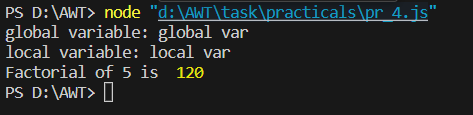 PS D:\AWT> node "d:\AWT\task\practicals\pr_4.js"
global variable: global var
local variable: local var
Factorial of 5 is  120
PS D:\AWT>